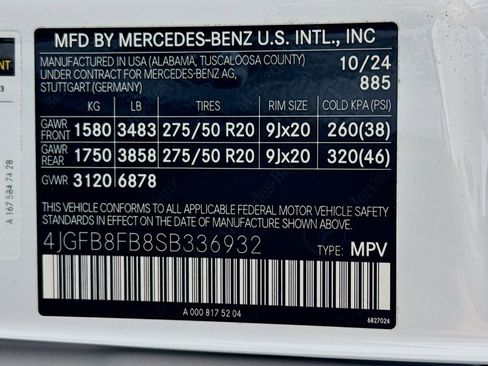 MFD BY MERCEDES-BENZ U.S. INTL., INC
MANUFACTURED IN USA (ALABAMA, TUSCALOOSA COUNTY) 10/24
UNDER CONTRACT FOR MERCEDES-BENZ AG, 885
STUTTGART (GERMANY)
KG LB TIRES RIM SIZE COLD KPA (PSI)
GAWR FRONT 1580 3483 275/50 R20 9Jx20 260(38)
GAWR REAR 1750 3858 275/50 R20 9Jx20 320(46)
GVWR 3120 6878
THIS VEHICLE CONFORMS TO ALL APPLICABLE FEDERAL MOTOR VEHICLE SAFETY,
BUMPER, AND THEFT PREVENTION STANDARDS IN EFFECT ON THE DATE OF MANUFACTURE SHOWN ABOVE.
4JGFB8FB8SB336932
TYPE: MPV
A 000 817 52 04
6827024
A 167 584 74 28